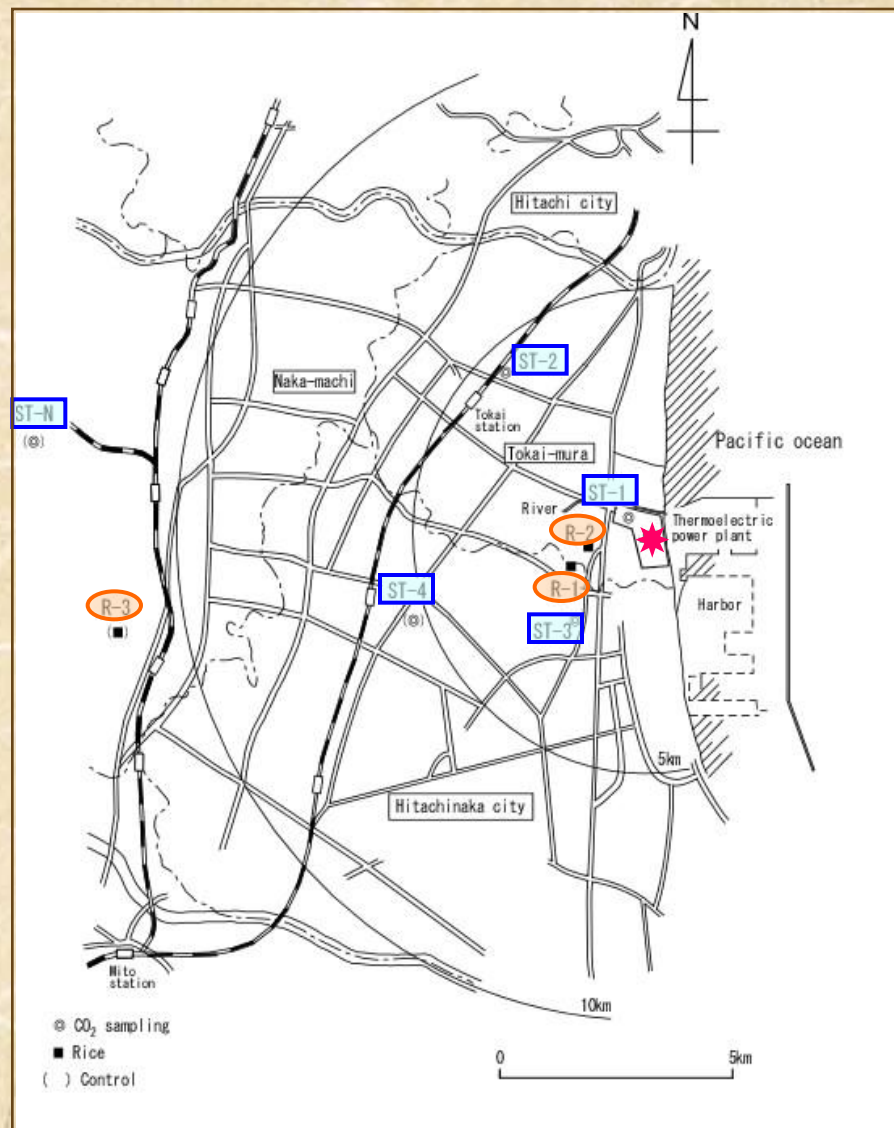 N
Hitachi city
ST-2
Naka-machi
ST-N
(◎)
Tokai
station
Tokai-mura
Pacific ocean
ST-1
River
Thermoelectric
power plant
R-2
ST-4
(◎)
R-1
Harbor
R-3
(■)
ST-3
5km
Hitachinaka city
Mito
station
10km
◎ CO₂ sampling
■ Rice
( ) Control
0 5km